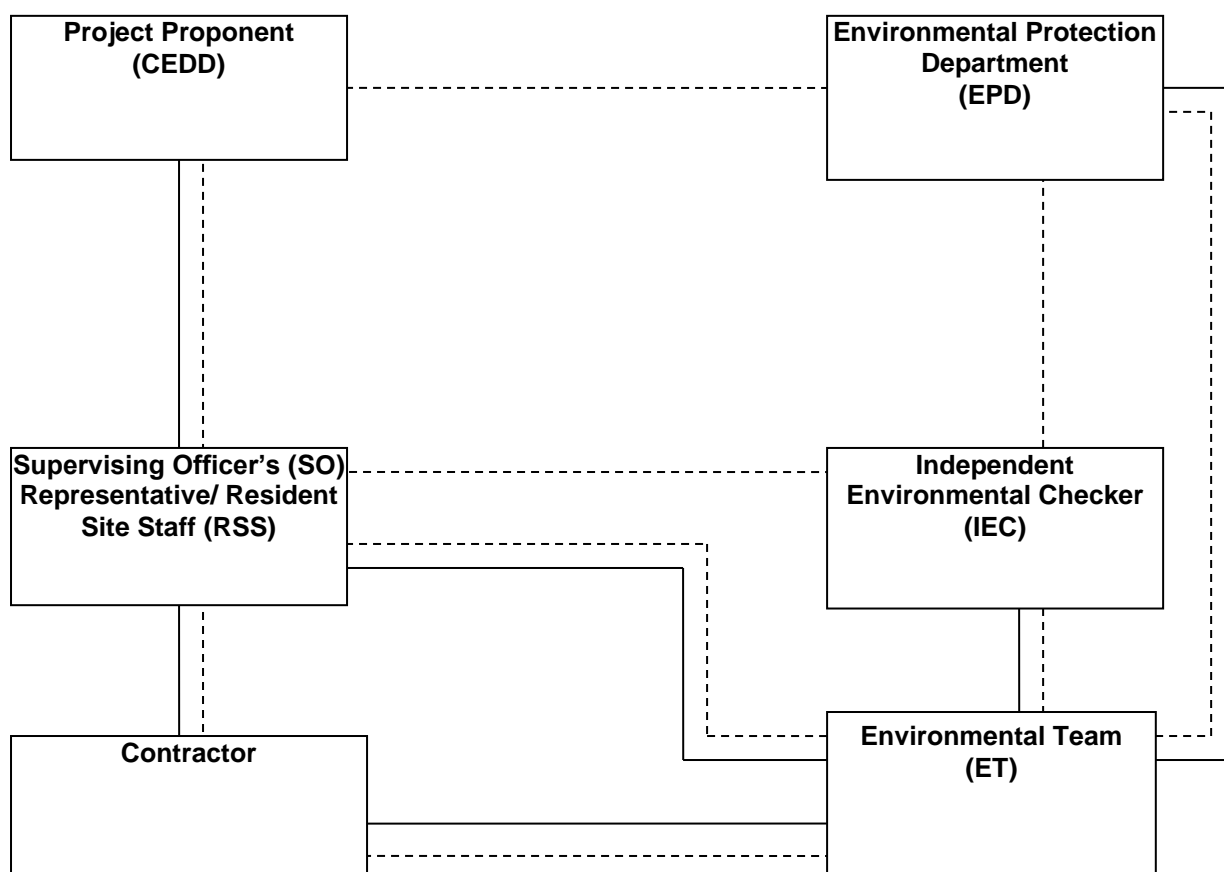 Project Proponent
(CEDD)
Environmental Protection
Department
(EPD)
Supervising Officer’s (SO)
Representative/ Resident
Site Staff (RSS)
Independent
Environmental Checker
(IEC)
Contractor
Environmental Team
(ET)